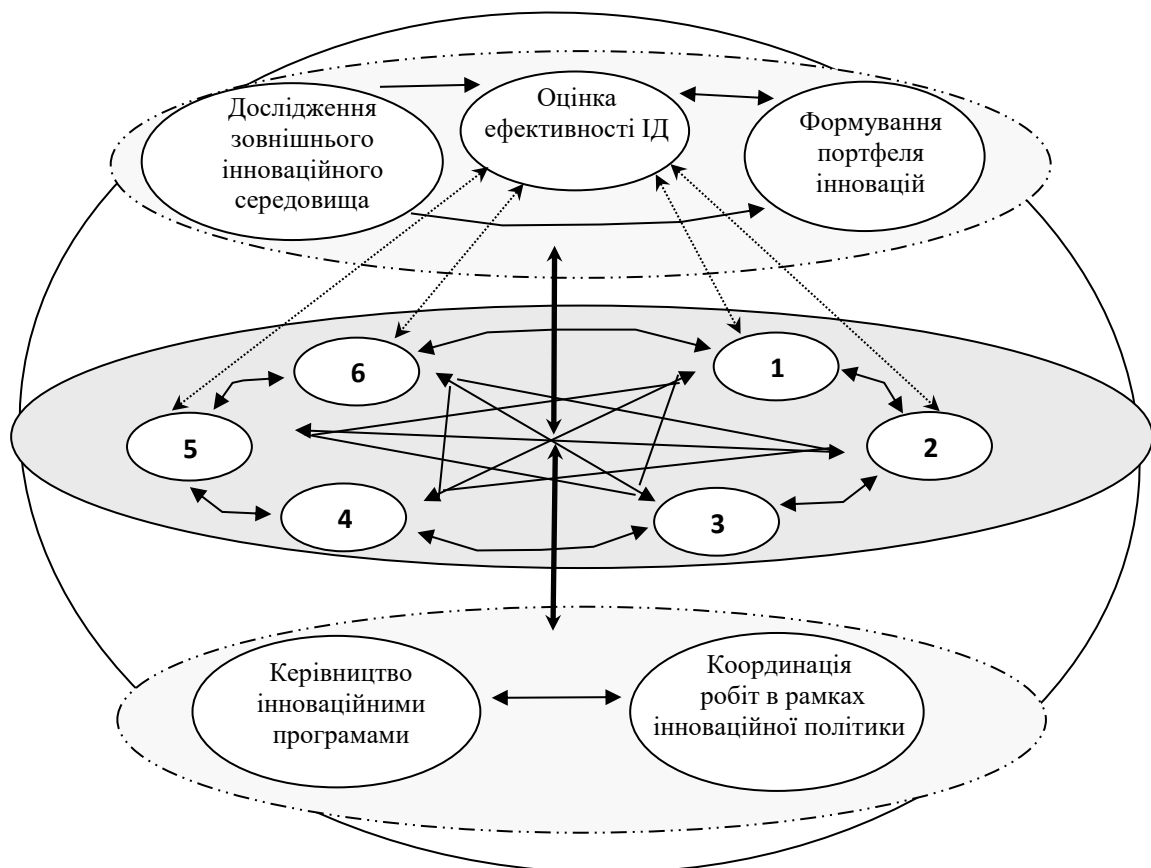 Дослідження
зовнішнього
інноваційного
середовища
Оцінка
ефективності ІД
Формування
портфеля
інновацій
6
1
5
2
4
3
Керівництво
інноваційними
програмами
Координація
робіт в рамках
інноваційної політики